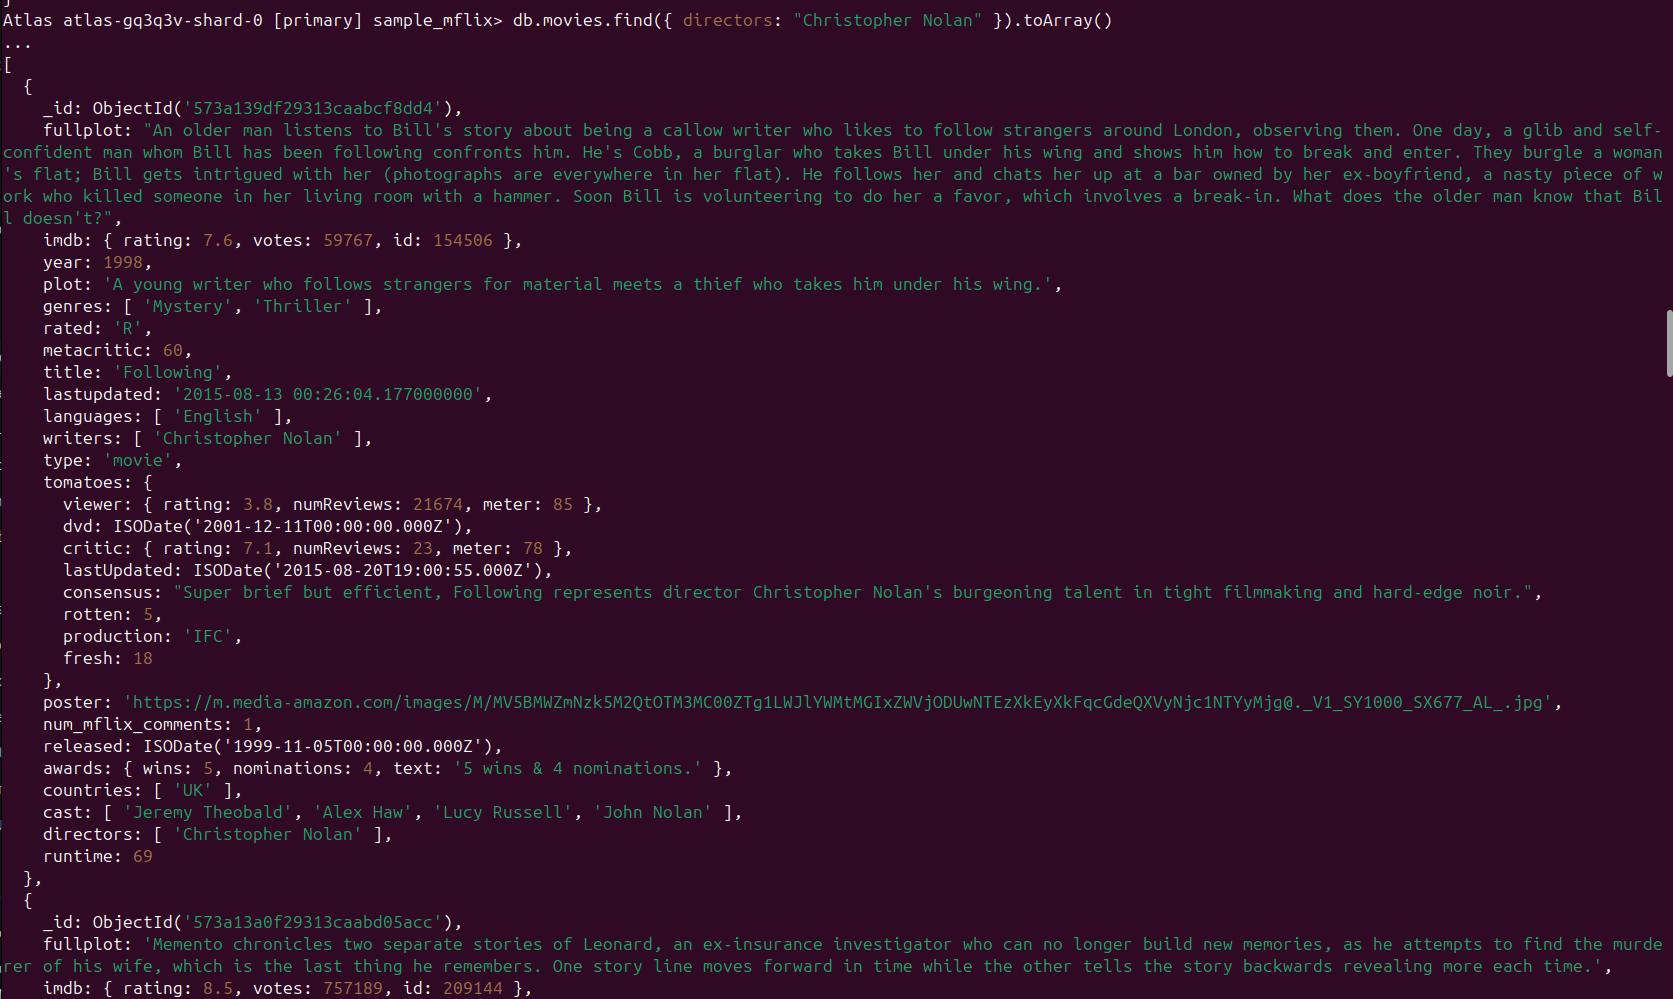 Atlas atlas-gq3q3v-shard-0 [primary] sample_mflix> db.movies.find({ directors: "Christopher Nolan" }).toArray()
...
[
  {
    _id: ObjectId('573a139df29313caabcf8dd4'),
    fullplot: "An older man listens to Bill's story about being a callow writer who likes to follow strangers around London, observing them. One day, a glib and self-
confident man whom Bill has been following confronts him. He's Cobb, a burglar who takes Bill under his wing and shows him how to break and enter. They burgle a woman
's flat; Bill gets intrigued with her (photographs are everywhere in her flat). He follows her and chats her up at a bar owned by her ex-boyfriend, a nasty piece of w
ork who killed someone in her living room with a hammer. Soon Bill is volunteering to do her a favor, which involves a break-in. What does the older man know that Bil
l doesn't?",
    imdb: { rating: 7.6, votes: 59767, id: 154506 },
    year: 1998,
    plot: 'A young writer who follows strangers for material meets a thief who takes him under his wing.',
    genres: [ 'Mystery', 'Thriller' ],
    rated: 'R',
    metacritic: 60,
    title: 'Following',
    lastupdated: '2015-08-13 00:26:04.177000000',
    languages: [ 'English' ],
    writers: [ 'Christopher Nolan' ],
    type: 'movie',
    tomatoes: {
      viewer: { rating: 3.8, numReviews: 21674, meter: 85 },
      dvd: ISODate('2001-12-11T00:00:00.000Z'),
      critic: { rating: 7.1, numReviews: 23, meter: 78 },
      lastUpdated: ISODate('2015-08-20T19:00:55.000Z'),
      consensus: "Super brief but efficient, Following represents director Christopher Nolan's burgeoning talent in tight filmmaking and hard-edge noir.",
      rotten: 5,
      production: 'IFC',
      fresh: 18
    },
    poster: 'https://m.media-amazon.com/images/M/MV5BMWZmNzk5M2QtOTM3MC00ZTg1LWJlYWMtMGIxZWVjODUwNTEzXkEyXkFqcGdeQXVyNjc1NTYyMjg@._V1_SY1000_SX677_AL_.jpg',
    num_mflix_comments: 1,
    released: ISODate('1999-11-05T00:00:00.000Z'),
    awards: { wins: 5, nominations: 4, text: '5 wins & 4 nominations.' },
    countries: [ 'UK' ],
    cast: [ 'Jeremy Theobald', 'Alex Haw', 'Lucy Russell', 'John Nolan' ],
    directors: [ 'Christopher Nolan' ],
    runtime: 69
  },
  {
    _id: ObjectId('573a13a0f29313caabd05acc'),
    fullplot: 'Memento chronicles two separate stories of Leonard, an ex-insurance investigator who can no longer build new memories, as he attempts to find the murde
rer of his wife, which is the last thing he remembers. One story line moves forward in time while the other tells the story backwards revealing more each time.',
    imdb: { rating: 8.5, votes: 757189, id: 209144 },